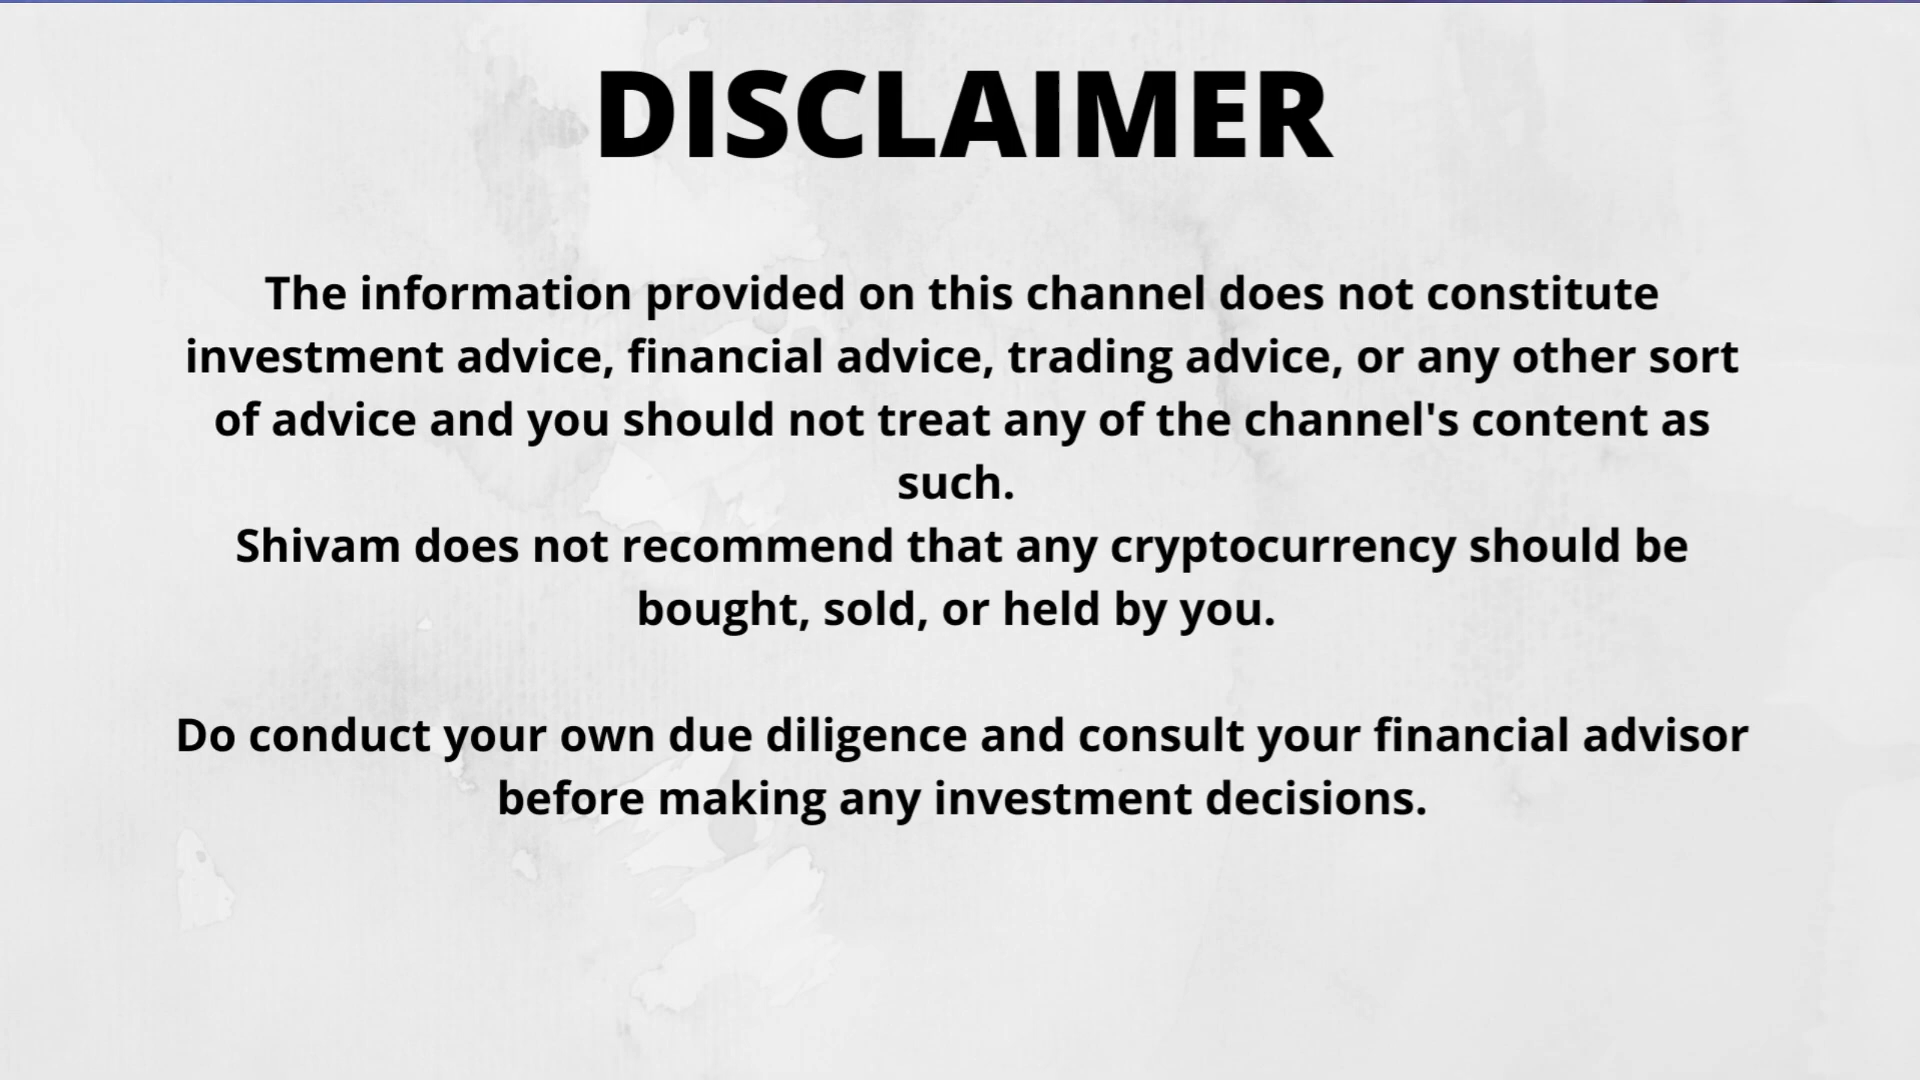 DISCLAIMER
The information provided on this channel does not constitute
investment advice, financial advice, trading advice, or any other sort
of advice and you should not treat any of the channel's content as
such.
Shivam does not recommend that any cryptocurrency should be
bought, sold, or held by you.
Do conduct your own due diligence and consult your financial advisor
before making any investment decisions.